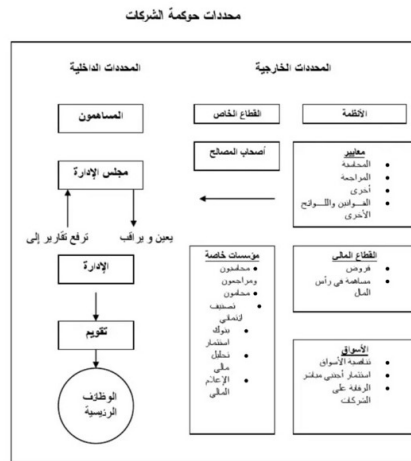 محددات حوكمة الشركات
المحددات الخارجية
المحددات الداخلية
الأنظمة
القطاع الخاص
المساهمون
أصحاب المصالح
معايير
المحاسبة
المراجعة
أخرى
القوانين واللوائح
الأخرى
مجلس الإدارة
يعين و يراقب
ترفع تقارير إلى
الإدارة
القطاع المالي
قروض
مساهمة في رأس
المال
مؤسسات خاصة
محاسبون
ومراجعون
محامون
تصنيف
ائتماني
بنوك
استثمار
تحليل
مالي
الإعلام
المالي
تقويم
الأسواق
تنافسية الأسواق
استثمار أجنبي مباشر
الرقابة على
الشركات
الوظائف
الرئيسية